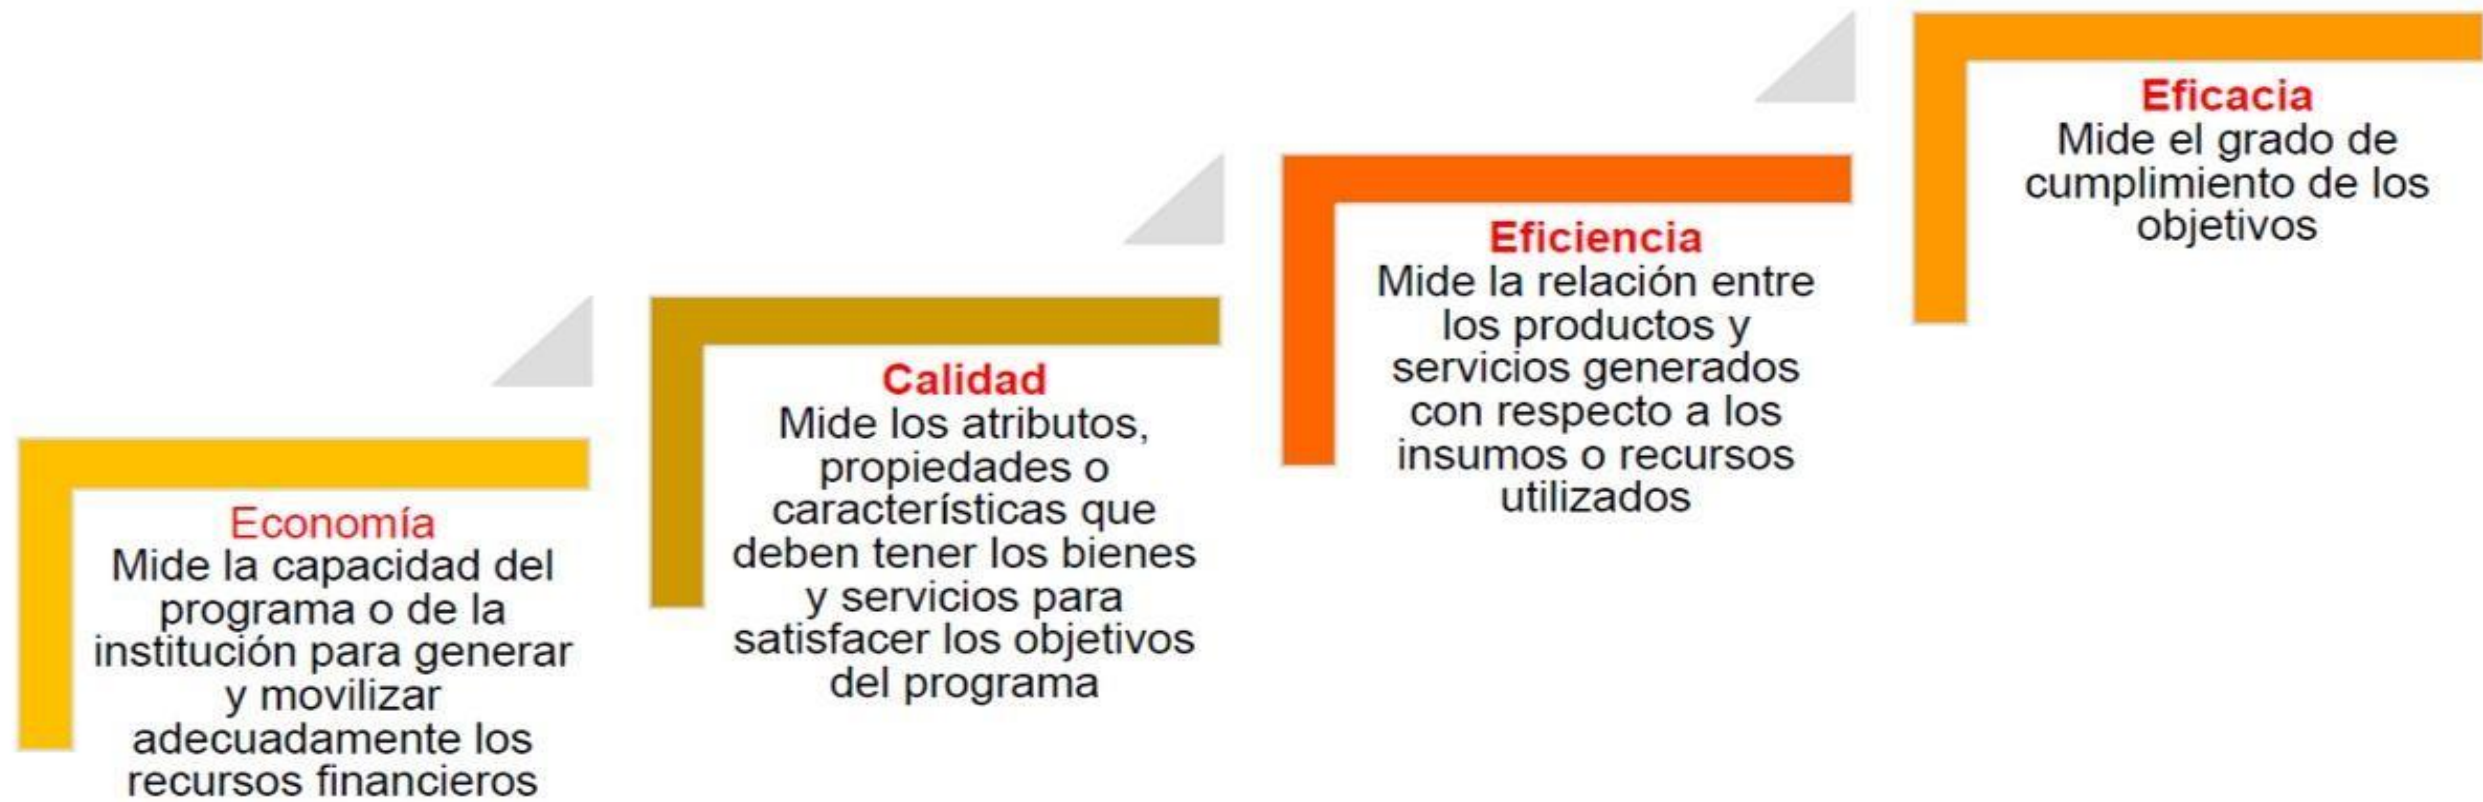 Economía
Mide la capacidad del
programa o de la
institución para generar
y movilizar
adecuadamente los
recursos financieros
Calidad
Mide los atributos,
propiedades o
características que
deben tener los bienes
y servicios para
satisfacer los objetivos
del programa
Eficiencia
Mide la relación entre
los productos y
servicios generados
con respecto a los
insumos o recursos
utilizados
Eficacia
Mide el grado de
cumplimiento de los
objetivos